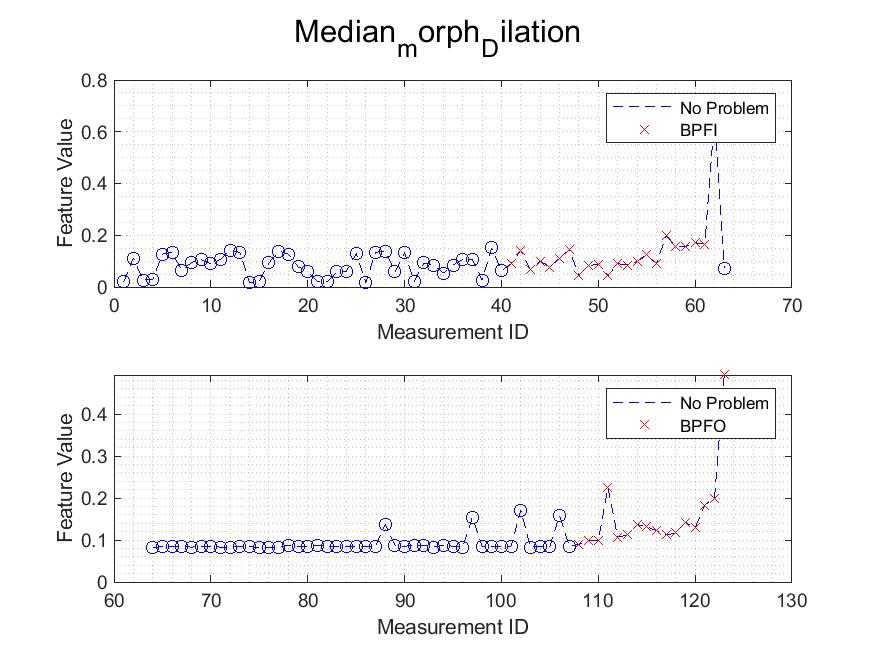 Median_morph_Dilation
0.8
0.6
0.4
0.2
0
Feature Value
No Problem
BPFI
0 10 20 30 40 50 60 70
Measurement ID
0.4
0.3
0.2
0.1
0
Feature Value
No Problem
BPFO
60 70 80 90 100 110 120 130
Measurement ID